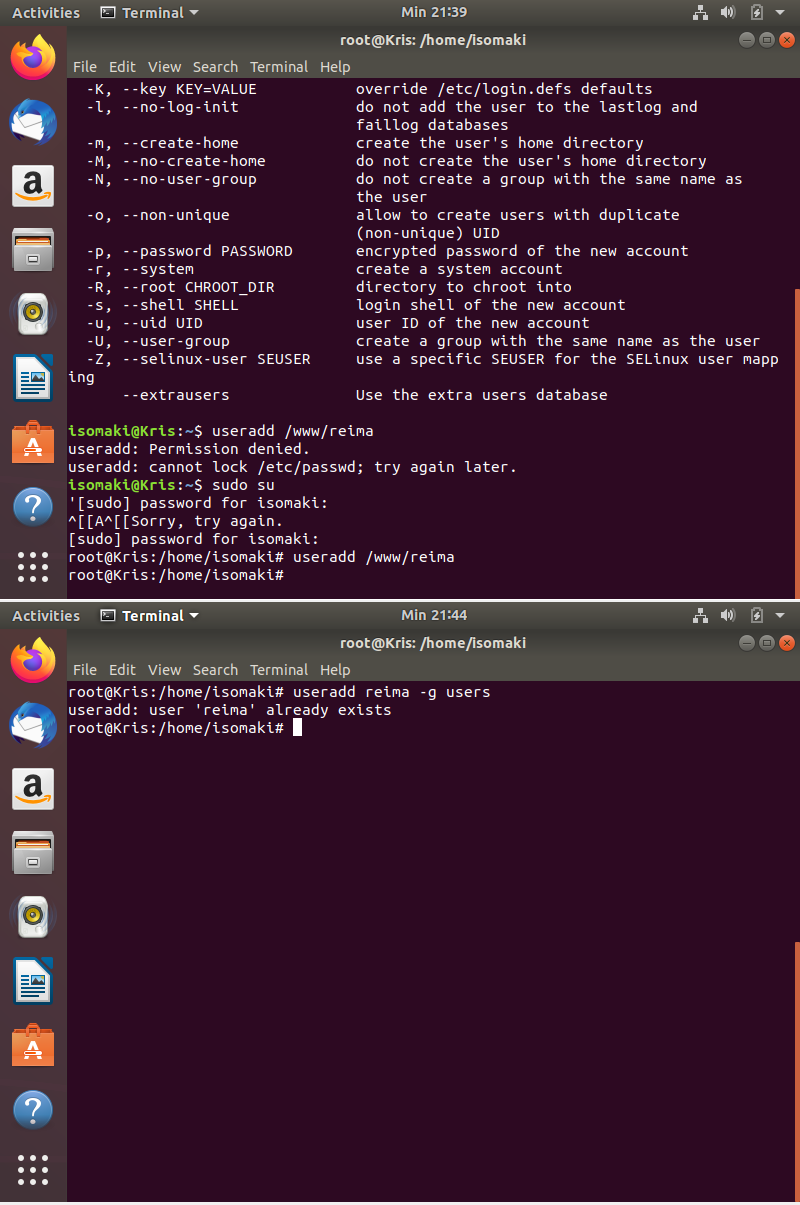 Activities Terminal Min 21:39
root@Kris: /home/isomaki
File Edit View Search Terminal Help
-K, --key KEY=VALUE override /etc/login.defs defaults
-l, --no-log-init do not add the user to the lastlog and
faillog databases
-m, --create-home create the user's home directory
-M, --no-create-home do not create the user's home directory
-N, --no-user-group do not create a group with the same name as
the user
-o, --non-unique allow to create users with duplicate
(non-unique) UID
-p, --password PASSWORD encrypted password of the new account
-r, --system create a system account
-R, --root CHROOT_DIR directory to chroot into
-s, --shell SHELL login shell of the new account
-u, --uid UID user ID of the new account
-U, --user-group create a group with the same name as the user
-Z, --selinux-user SEUSER use a specific SEUSER for the SELinux user mapp
ing
--extrausers Use the extra users database
isomaki@Kris:~$ useradd /www/reima
useradd: Permission denied.
useradd: cannot lock /etc/passwd; try again later.
isomaki@Kris:~$ sudo su
'[sudo] password for isomaki:
^[[A^[[Sorry, try again.
[sudo] password for isomaki:
root@Kris:/home/isomaki# useradd /www/reima
root@Kris:/home/isomaki#
Activities Terminal Min 21:44
root@Kris: /home/isomaki
File Edit View Search Terminal Help
root@Kris:/home/isomaki# useradd reima -g users
useradd: user 'reima' already exists
root@Kris:/home/isomaki#